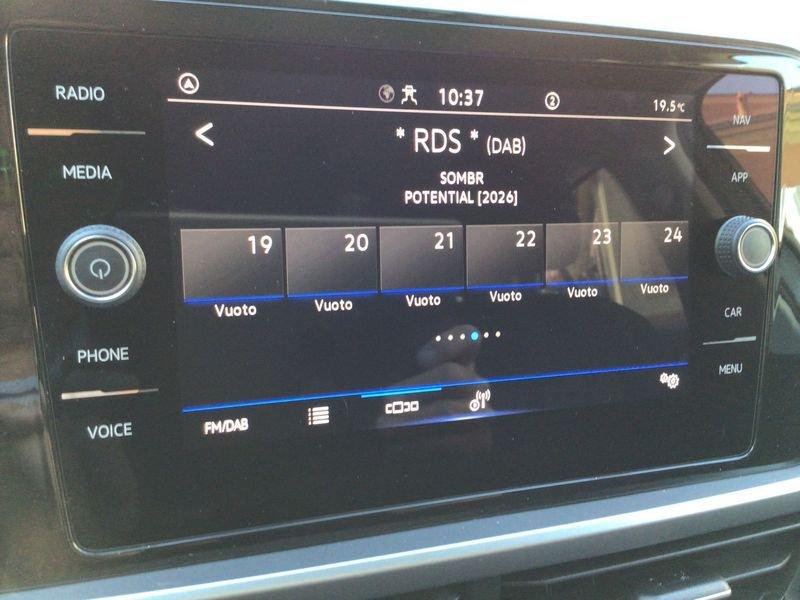 RADIO
MEDIA
PHONE
VOICE
A
10:37
2
19.5°C
< * RDS * (DAB) >
SOMBR
POTENTIAL [2026]
19 20 21 22 23 24
Vuoto Vuoto Vuoto Vuoto Vuoto Vuoto
FM/DAB
NAV
APP
CAR
MENU